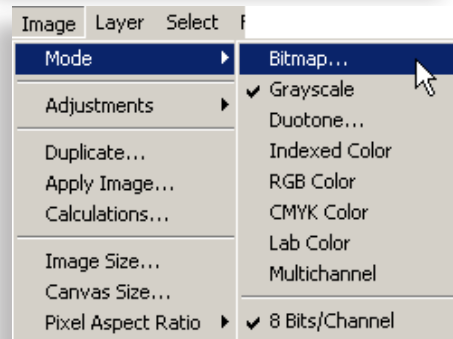 Image Layer Select
Mode
Adjustments
Duplicate...
Apply Image...
Calculations...
Image Size...
Canvas Size...
Pixel Aspect Ratio
Bitmap...
Grayscale
Duotone...
Indexed Color
RGB Color
CMYK Color
Lab Color
Multichannel
8 Bits/Channel